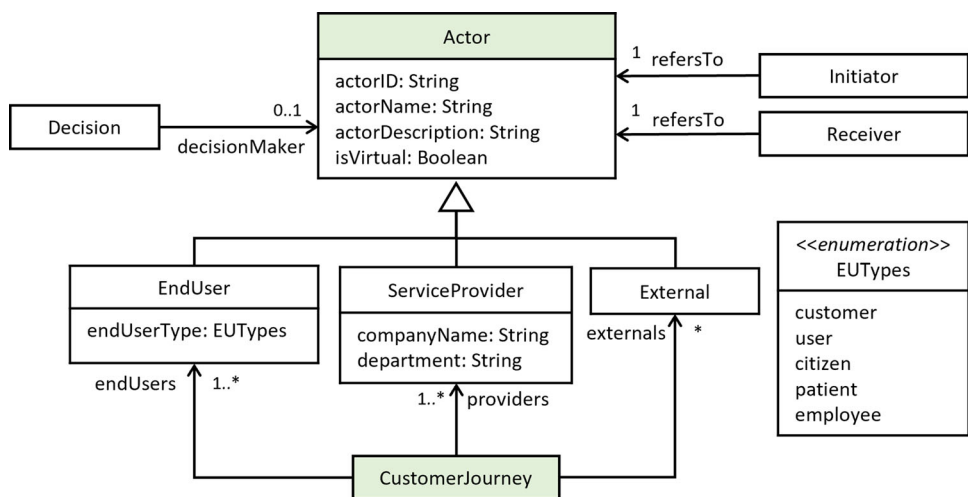 Actor
actorID: String
actorName: String
actorDescription: String
isVirtual: Boolean
Decision
0..1
decisionMaker
1
refersTo
Initiator
1
refersTo
Receiver
EndUser
endUserType: EUTypes
ServiceProvider
companyName: String
department: String
External
externals
*
endUsers
1..*
1..*
providers
CustomerJourney
<<enumeration>>
EUTypes
customer
user
citizen
patient
employee